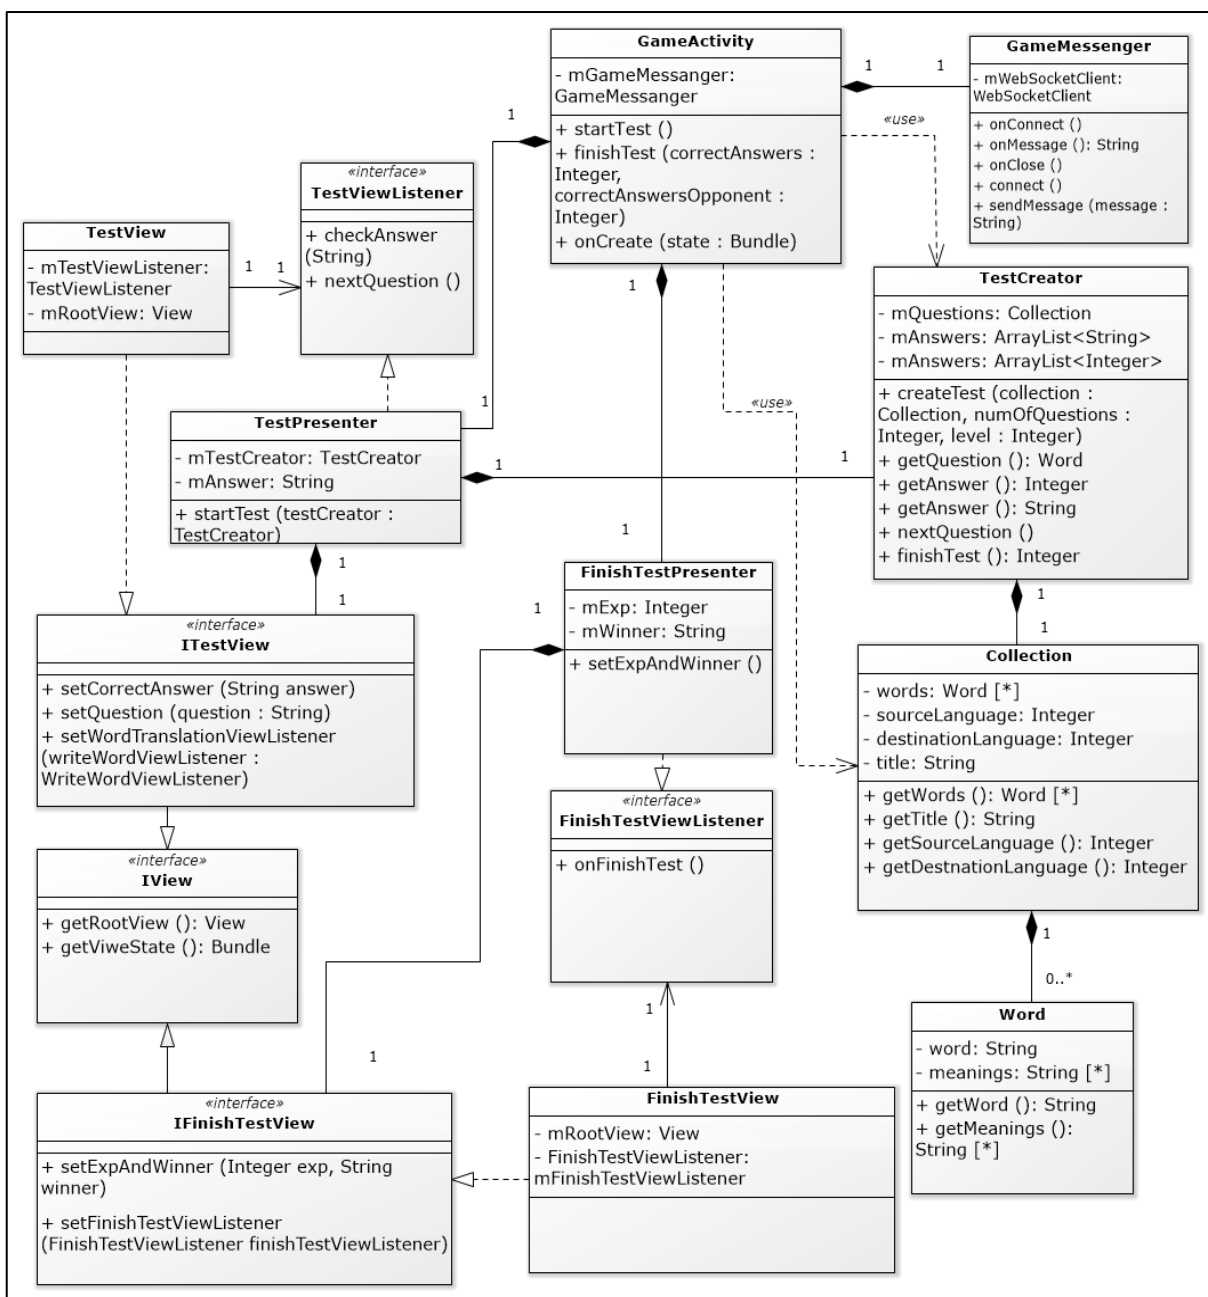 GameActivity
- mGameMessanger:
GameMessanger
+ startTest ()
+ finishTest (correctAnswers :
Integer,
correctAnswersOpponent :
Integer)
+ onCreate (state : Bundle)
1
1
GameMessenger
- mWebSocketClient:
WebSocketClient
+ onConnect ()
+ onMessage (): String
+ onClose ()
+ connect ()
+ sendMessage (message :
String)
«use»
1
«interface»
TestViewListener
+ checkAnswer
(String)
+ nextQuestion ()
TestView
- mTestViewListener:
TestViewListener
- mRootView: View
1
1
1
TestCreator
- mQuestions: Collection
- mAnswers: ArrayList<String>
- mAnswers: ArrayList<Integer>
+ createTest (collection :
Collection, numOfQuestions :
Integer, level : Integer)
+ getQuestion (): Word
+ getAnswer (): Integer
+ getAnswer (): String
+ nextQuestion ()
+ finishTest (): Integer
«use»
1
TestPresenter
- mTestCreator: TestCreator
- mAnswer: String
+ startTest (testCreator :
TestCreator)
1
1
1
1
1
FinishTestPresenter
- mExp: Integer
- mWinner: String
+ setExpAndWinner ()
1
1
1
«interface»
ITestView
+ setCorrectAnswer (String answer)
+ setQuestion (question : String)
+ setWordTranslationViewListener
(writeWordViewListener :
WriteWordViewListener)
Collection
- words: Word [*]
- sourceLanguage: Integer
- destinationLanguage: Integer
- title: String
+ getWords (): Word [*]
+ getTitle (): String
+ getSourceLanguage (): Integer
+ getDestnationLanguage (): Integer
«interface»
FinishTestViewListener
+ onFinishTest ()
«interface»
IView
+ getRootView (): View
+ getViweState (): Bundle
1
0..*
1
1
1
Word
- word: String
- meanings: String [*]
+ getWord (): String
+ getMeanings ():
String [*]
«interface»
IFinishTestView
+ setExpAndWinner (Integer exp, String
winner)
+ setFinishTestViewListener
(FinishTestViewListener finishTestViewListener)
FinishTestView
- mRootView: View
- FinishTestViewListener:
mFinishTestViewListener